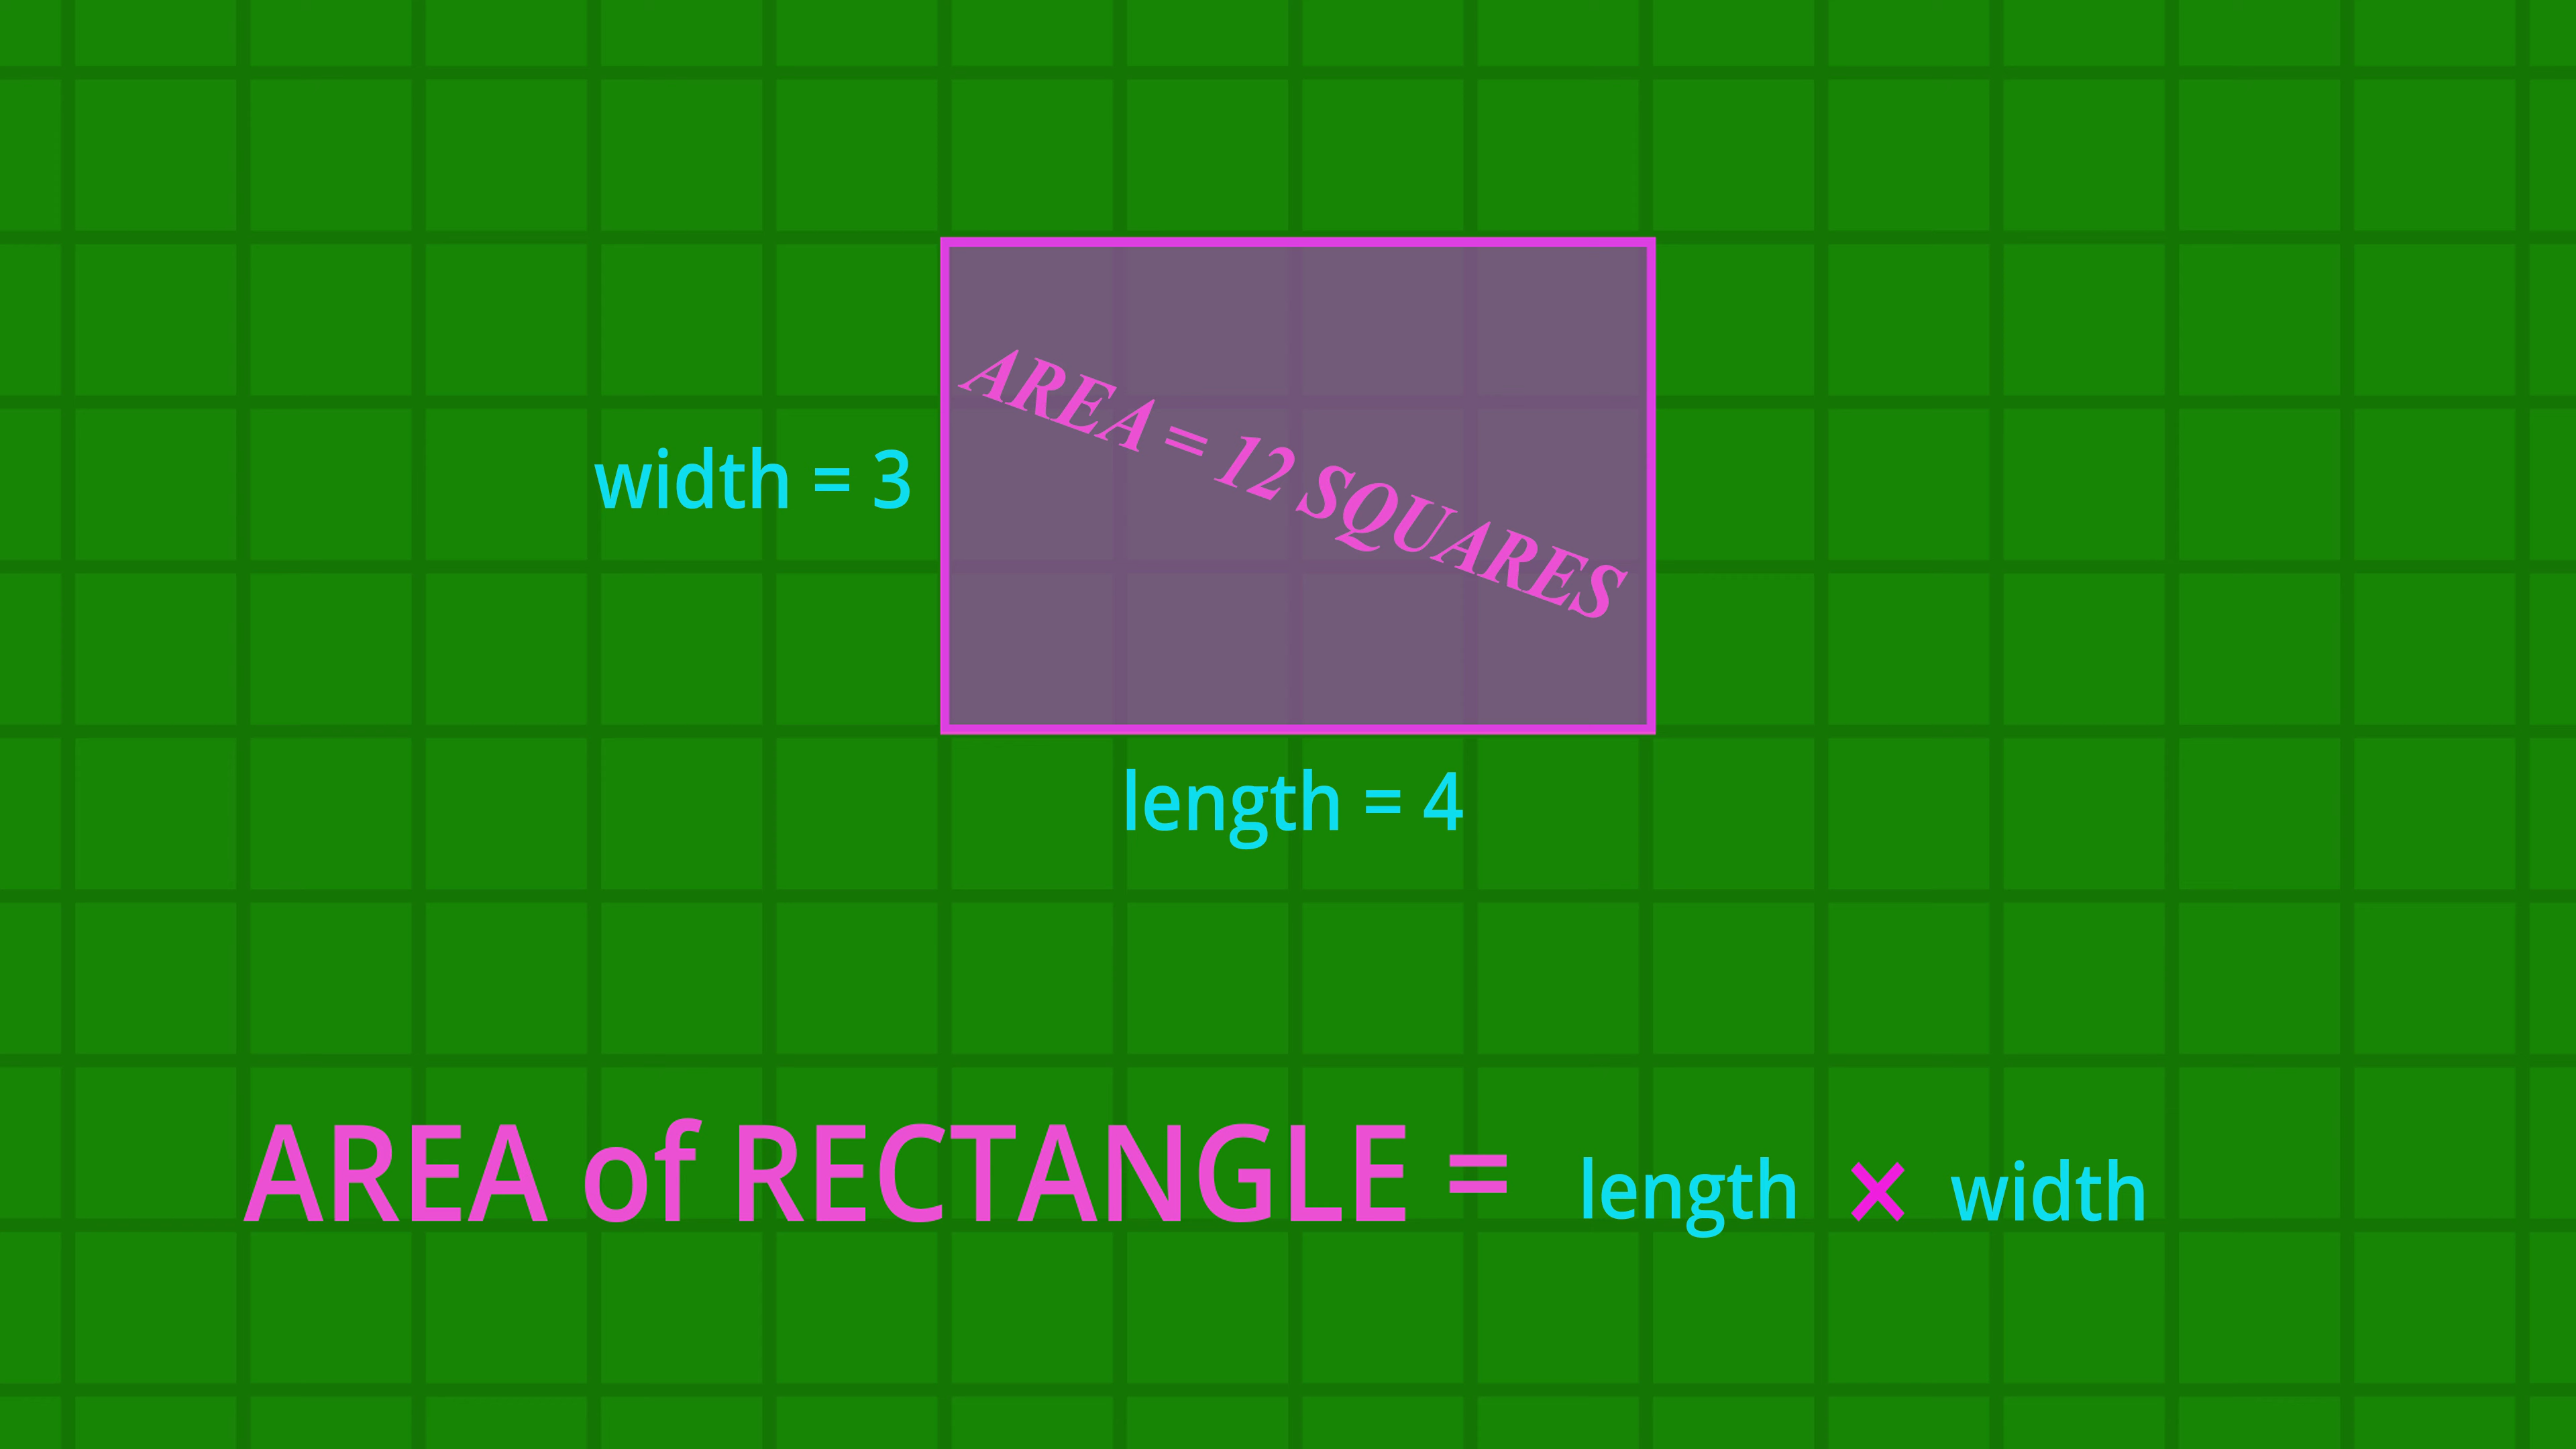 AREA = 12 SQUARES
width = 3
length = 4
AREA of RECTANGLE = length × width